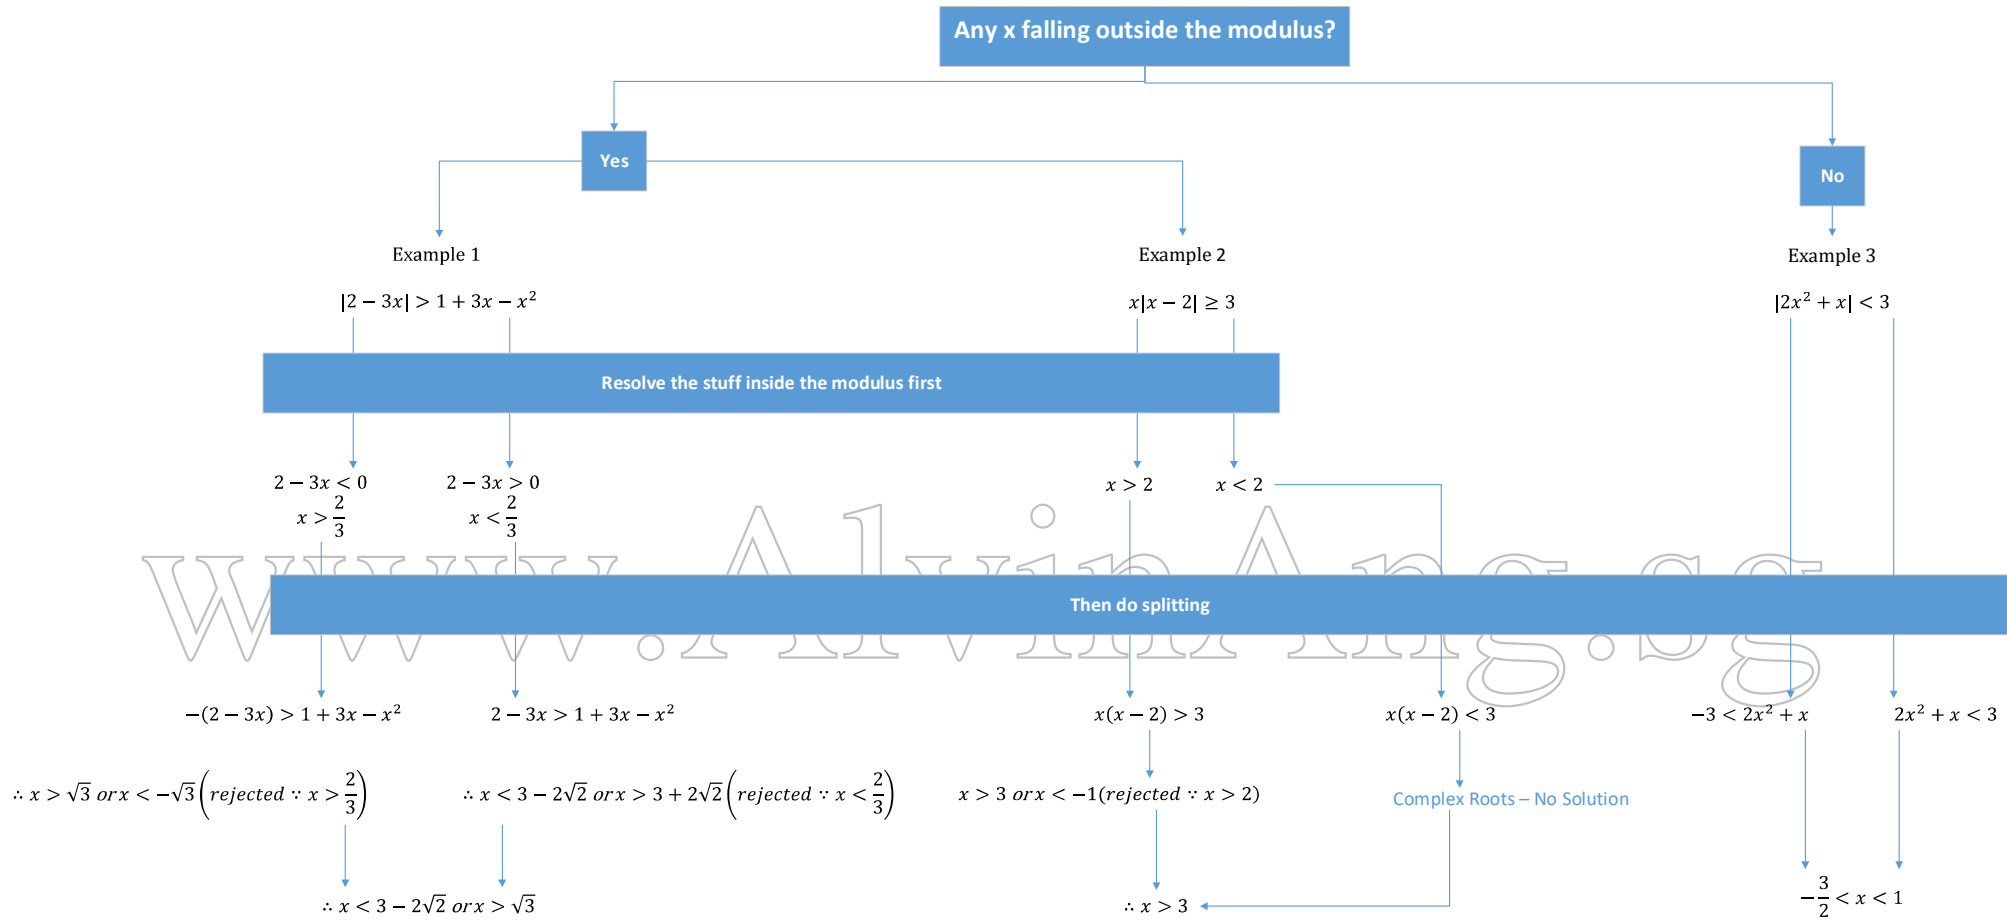 Any x falling outside the modulus?
Yes
No
Example 1
Example 2
Example 3
|2 − 3x| > 1 + 3x − x²
x|x − 2| ≥ 3
|2x² + x| < 3
Resolve the stuff inside the modulus first
2 − 3x < 0
x > 2/3
2 − 3x > 0
x < 2/3
x > 2
x < 2
www.AlvinAng.sg
Then do splitting
−(2 − 3x) > 1 + 3x − x²
2 − 3x > 1 + 3x − x²
x(x − 2) > 3
x(x − 2) < 3
−3 < 2x² + x
2x² + x < 3
∴ x > √3 or x < −√3 (rejected ∵ x > 2/3)
∴ x < 3 − 2√2 or x > 3 + 2√2 (rejected ∵ x < 2/3)
x > 3 or x < −1(rejected ∵ x > 2)
Complex Roots – No Solution
∴ x < 3 − 2√2 or x > √3
∴ x > 3
−3/2 < x < 1